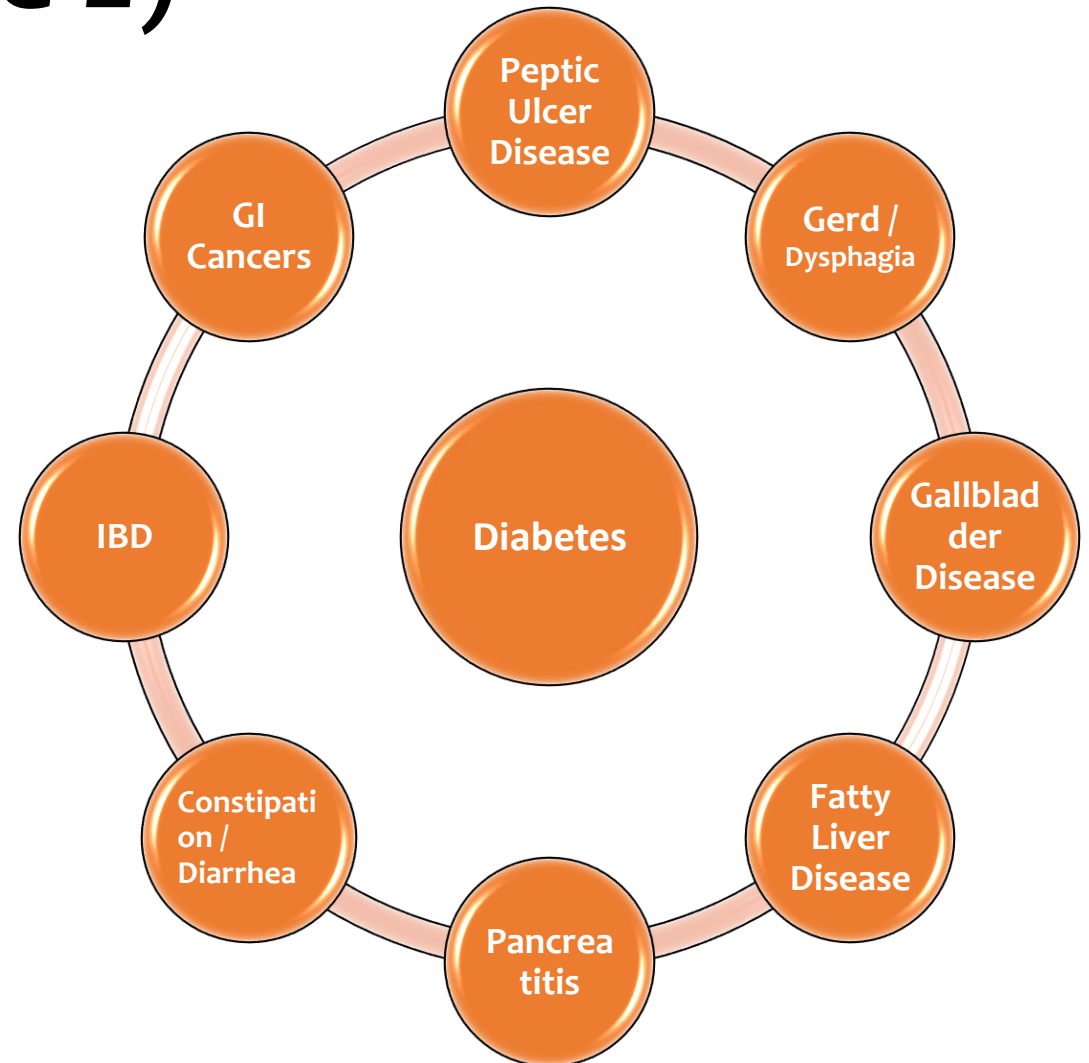 Peptic
Ulcer
Disease
Gerd /
Dysphagia
Gallblad
der
Disease
Fatty
Liver
Disease
Pancrea
titis
Constipati
on /
Diarrhea
IBD
GI
Cancers
Diabetes